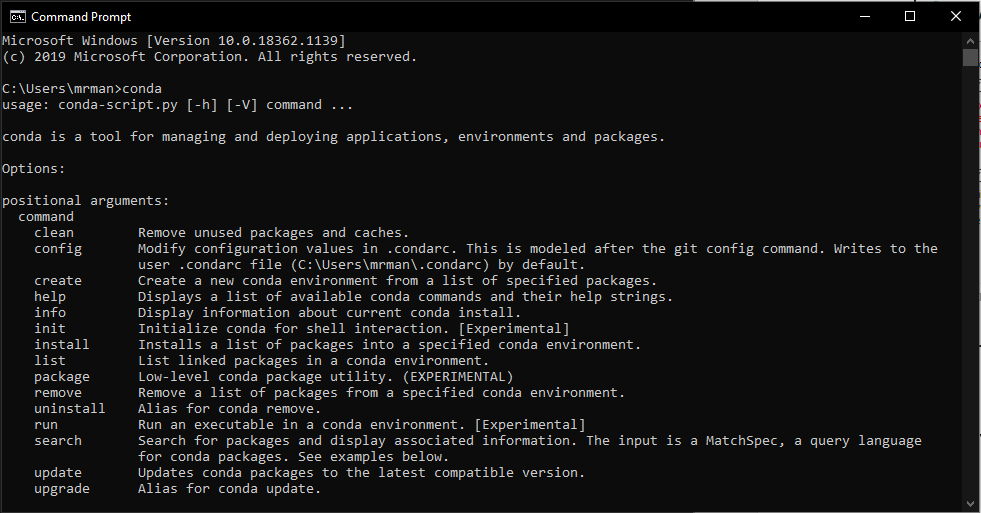 Command Prompt
Microsoft Windows [Version 10.0.18362.1139]
(c) 2019 Microsoft Corporation. All rights reserved.
C:\Users\mrman>conda
usage: conda-script.py [-h] [-V] command ...
conda is a tool for managing and deploying applications, environments and packages.
Options:
positional arguments:
  command
    clean        Remove unused packages and caches.
    config       Modify configuration values in .condarc. This is modeled after the git config command. Writes to the
                 user .condarc file (C:\Users\mrman\.condarc) by default.
    create       Create a new conda environment from a list of specified packages.
    help         Displays a list of available conda commands and their help strings.
    info         Display information about current conda install.
    init         Initialize conda for shell interaction. [Experimental]
    install      Installs a list of packages into a specified conda environment.
    list         List linked packages in a conda environment.
    package      Low-level conda package utility. (EXPERIMENTAL)
    remove       Remove a list of packages from a specified conda environment.
    uninstall    Alias for conda remove.
    run          Run an executable in a conda environment. [Experimental]
    search       Search for packages and display associated information. The input is a MatchSpec, a query language
                 for conda packages. See examples below.
    update       Updates conda packages to the latest compatible version.
    upgrade      Alias for conda update.